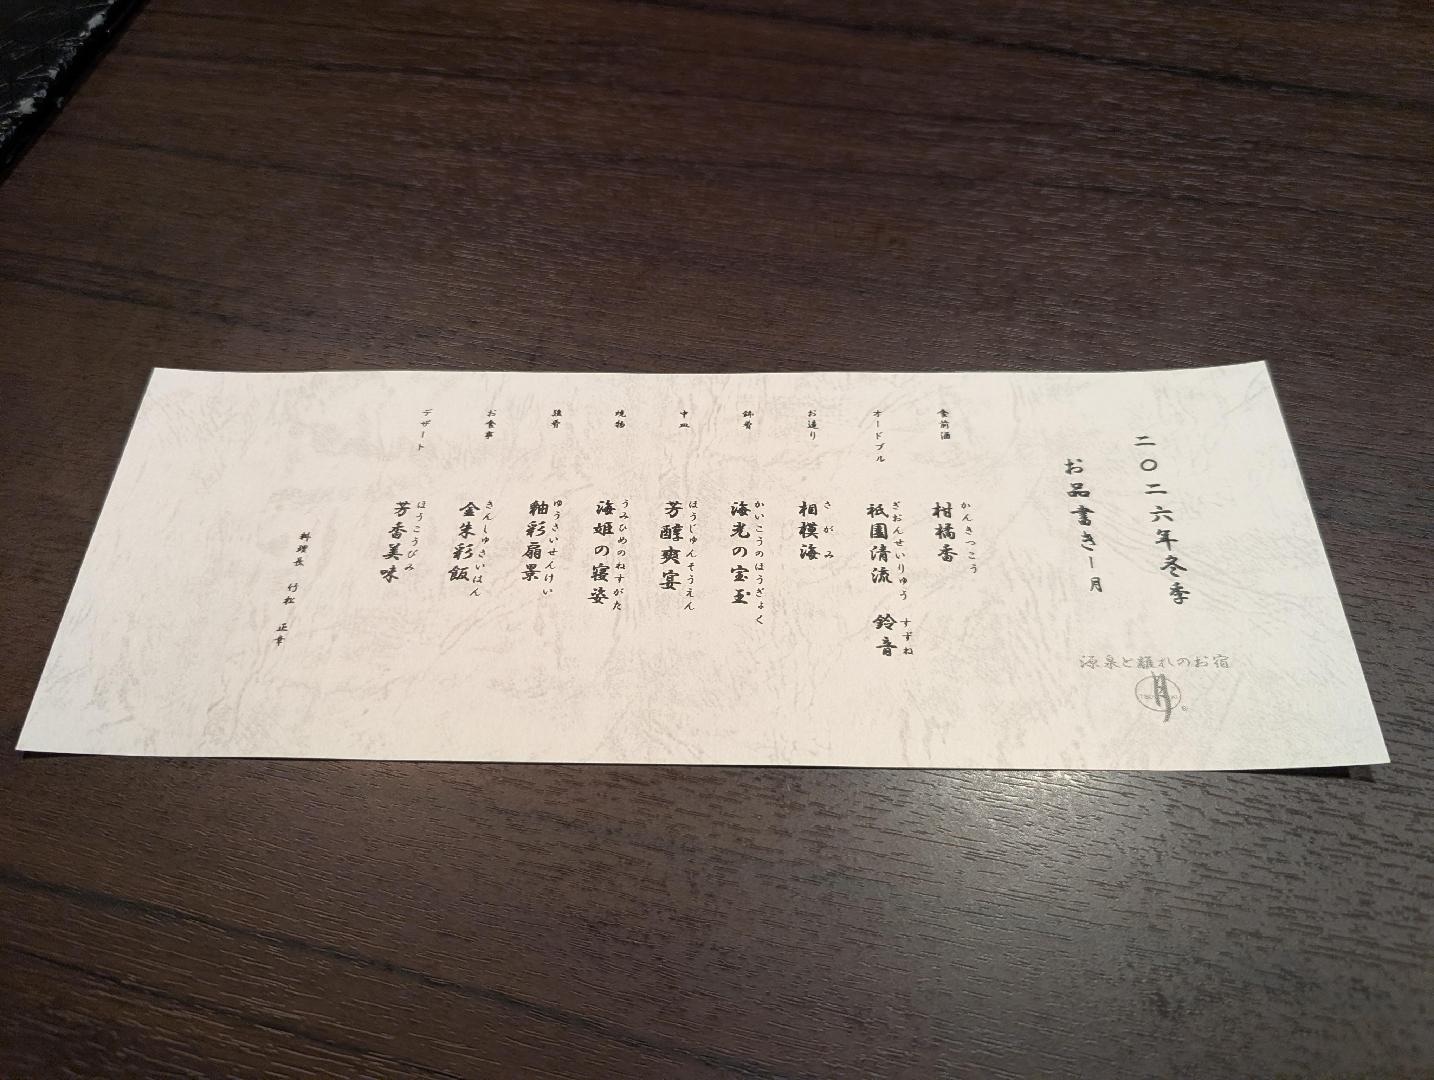 二〇二六年冬季
お品書き－月
源泉と離れのお宿
月
食前酒
柑橘香
かんきつこう
オードブル
祇園清流　鈴音
ぎおんせいりゅう　すずね
お造り
相模海
さがみ
鉢肴
海光の宝玉
かいこうのほうぎょく
中皿
芳醇爽宴
ほうじゅんそうえん
焼物
海姫の寝姿
うみひめのねすがた
強肴
釉彩扇景
ゆうさいせんけい
お食事
金朱彩飯
きんしゅさいはん
デザート
芳香美味
ほうこうびみ
料理長　行松　正幸